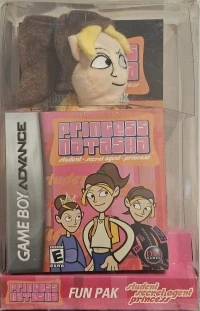 PRINCESS
NATASHA
student · secret agent · princess
GAME BOY ADVANCE
E
PRINCESS
NATASHA
FUN PAK
student
secret agent
princess